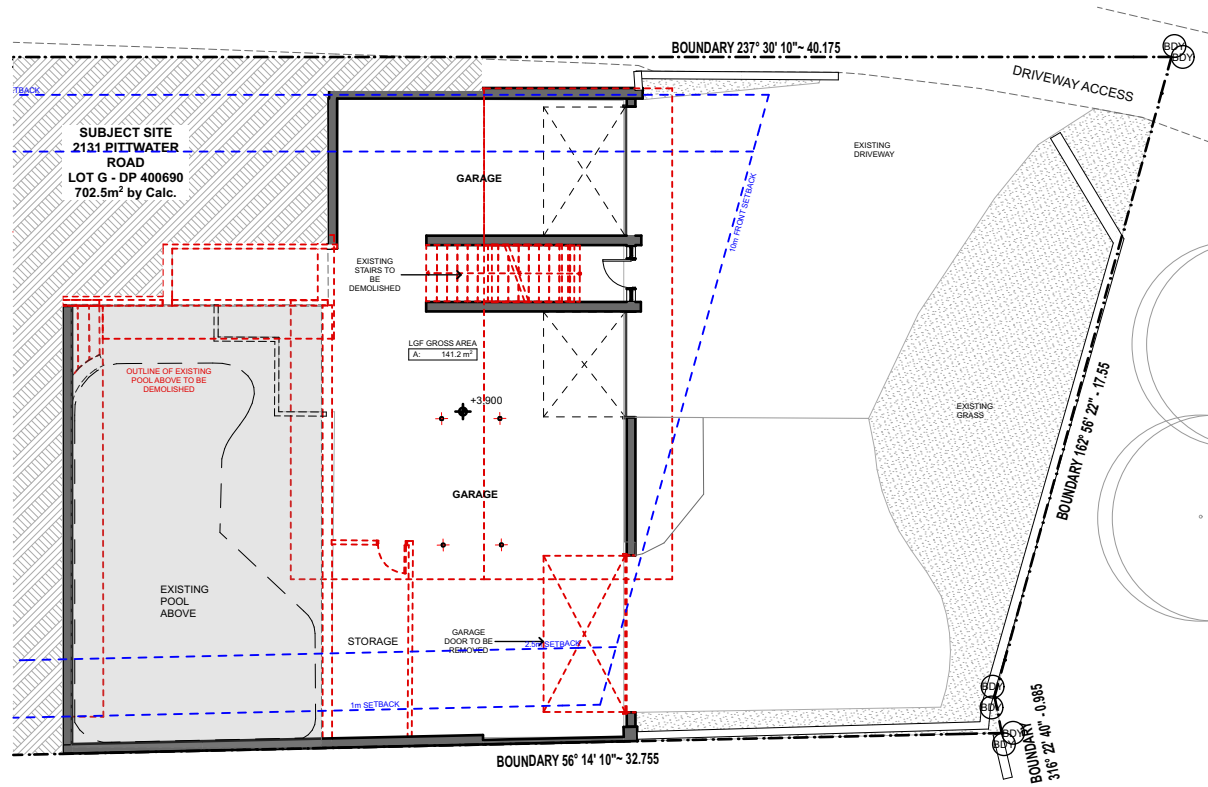 BOUNDARY 237° 30' 10"~ 40.175
BDY
BDY
DRIVEWAY ACCESS
TBACK
SUBJECT SITE
2131 PITTWATER
ROAD
LOT G - DP 400690
702.5m² by Calc.
EXISTING
DRIVEWAY
GARAGE
10m FRONT SETBACK
EXISTING
STAIRS TO
BE
DEMOLISHED
LGF GROSS AREA
A: 141.2 m²
OUTLINE OF EXISTING
POOL ABOVE TO BE
DEMOLISHED
+3.900
EXISTING
GRASS
BOUNDARY 162° 56' 22" - 17.55
GARAGE
EXISTING
POOL
ABOVE
STORAGE
GARAGE
DOOR TO BE
REMOVED
2.5m SETBACK
1m SETBACK
BDY
BDY
BDY
BDY
BOUNDARY
316° 22' 40" - 0.985
BOUNDARY 56° 14' 10"~ 32.755